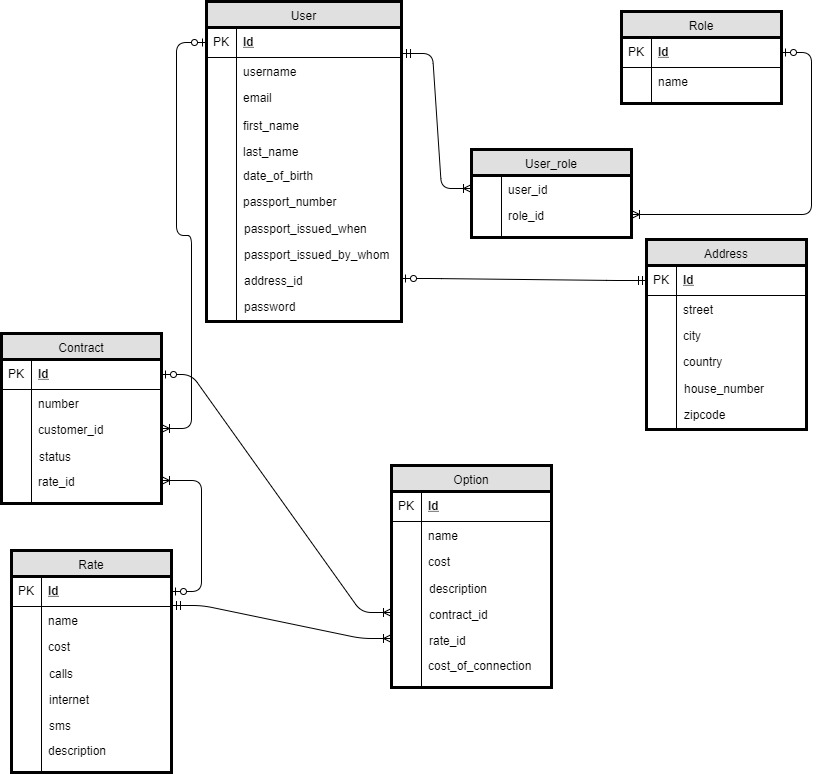 User
PK Id
username
email
first_name
last_name
date_of_birth
passport_number
passport_issued_when
passport_issued_by_whom
address_id
password
Role
PK Id
name
User_role
user_id
role_id
Address
PK Id
street
city
country
house_number
zipcode
Contract
PK Id
number
customer_id
status
rate_id
Option
PK Id
name
cost
description
contract_id
rate_id
cost_of_connection
Rate
PK Id
name
cost
calls
internet
sms
description